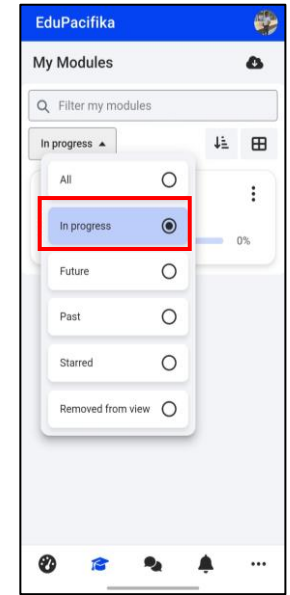 EduPacifika
My Modules
Filter my modules
In progress
All
In progress
0%
Future
Past
Starred
Removed from view